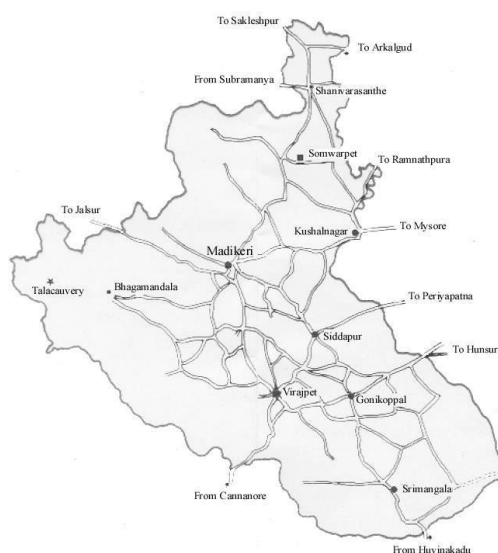 To Sakleshpur
To Arkalgud
From Subramanya
Shanivarasanthe
Somwarpet
To Ramnathpura
To Jalsur
Kushalnagar
To Mysore
Madikeri
Talacauvery
Bhagamandala
To Periyapatna
Siddapur
To Hunsur
Virajpet
Gonikoppal
Srimangala
From Cannanore
From Huvinakadu